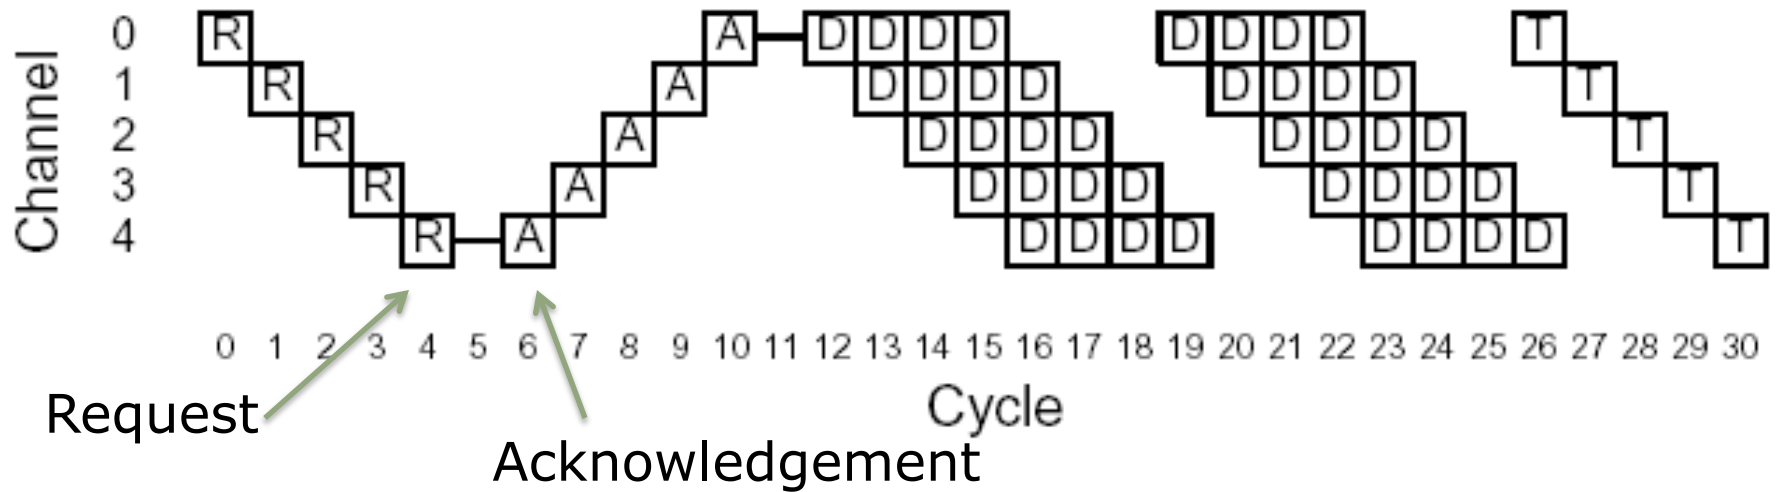 Channel
0 R A D D D D D D D D T
1 R A D D D D D D D D T
2 R A D D D D D D D D T
3 R A D D D D D D D D T
4 R A D D D D D D D D T
0 1 2 3 4 5 6 7 8 9 10 11 12 13 14 15 16 17 18 19 20 21 22 23 24 25 26 27 28 29 30
Cycle
Request
Acknowledgement